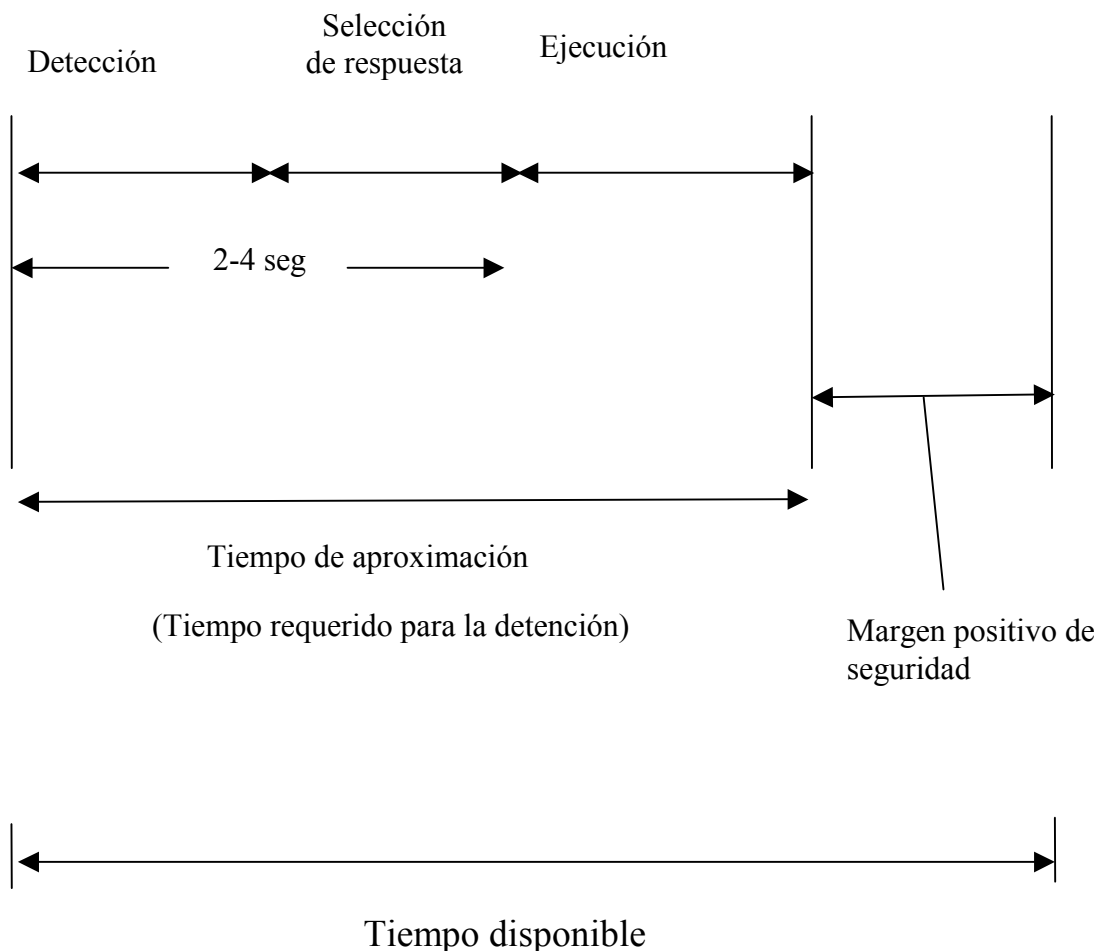 Detección
Selección
de respuesta
Ejecución
2-4 seg
Tiempo de aproximación
(Tiempo requerido para la detención)
Margen positivo de
seguridad
Tiempo disponible